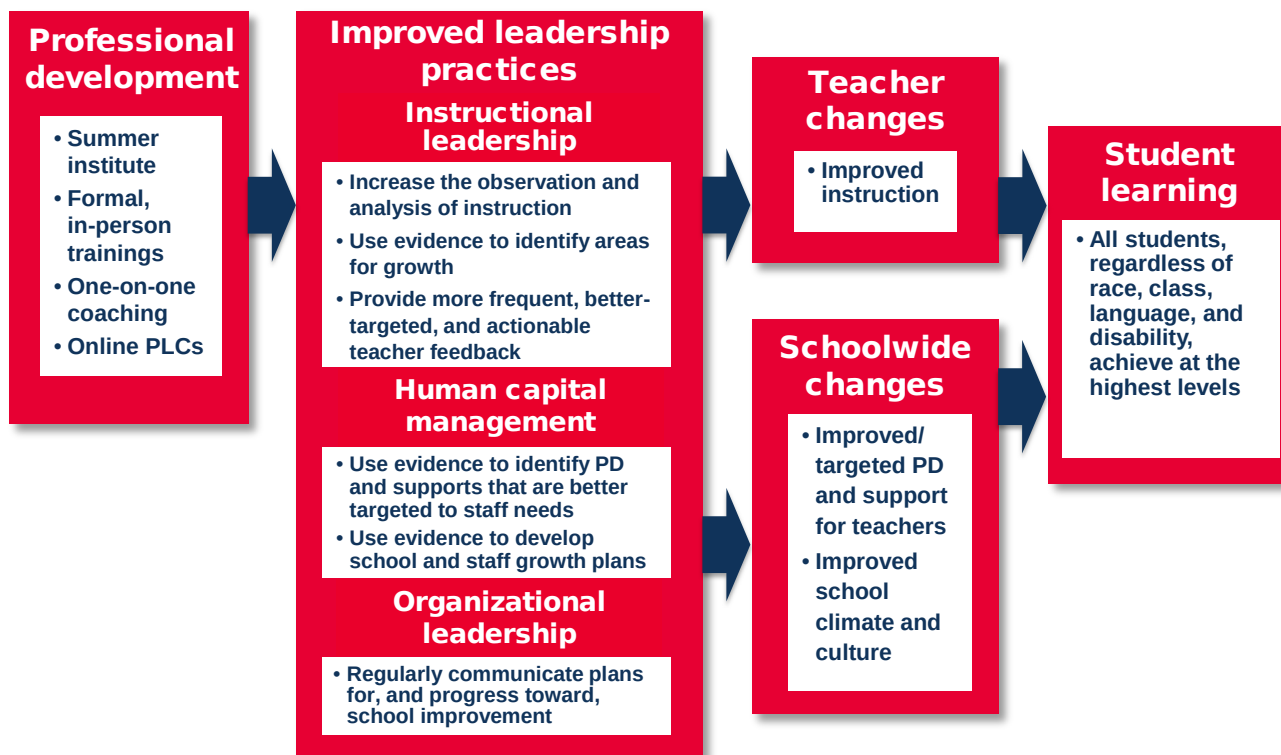 Professional
development
• Summer
institute
• Formal,
in-person
trainings
• One-on-one
coaching
• Online PLCs
Improved leadership
practices
Instructional
leadership
• Increase the observation and
analysis of instruction
• Use evidence to identify areas
for growth
• Provide more frequent, better-
targeted, and actionable
teacher feedback
Human capital
management
• Use evidence to identify PD
and supports that are better
targeted to staff needs
• Use evidence to develop
school and staff growth plans
Organizational
leadership
• Regularly communicate plans
for, and progress toward,
school improvement
Teacher
changes
• Improved
instruction
Schoolwide
changes
• Improved/
targeted PD
and support
for teachers
• Improved
school
climate and
culture
Student
learning
• All students,
regardless of
race, class,
language, and
disability,
achieve at the
highest levels